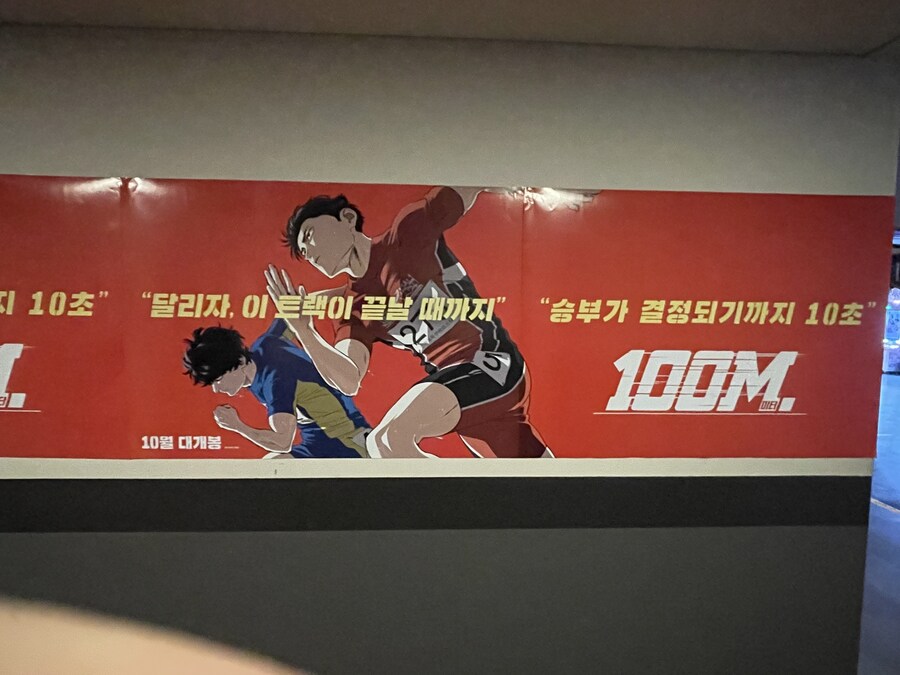 지 10초”
“달리자, 이 트랙이 끝날 때까지”
“승부가 결정되기까지 10초”
M.
100M.
미터
2
10월 대개봉